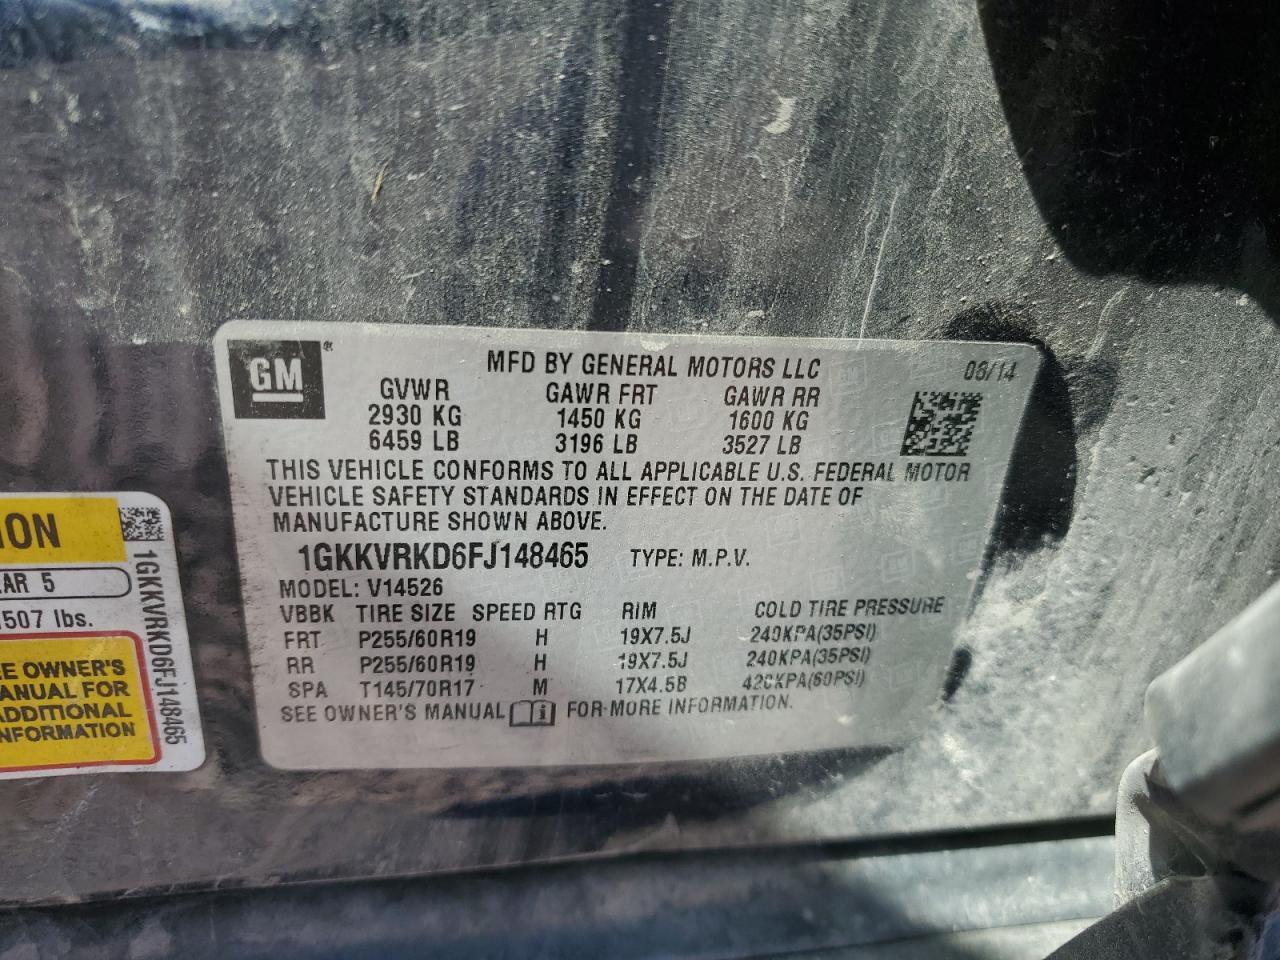 GM®
MFD BY GENERAL MOTORS LLC 08/14
GVWR GAWR FRT GAWR RR
2930 KG 1450 KG 1600 KG
6459 LB 3196 LB 3527 LB
THIS VEHICLE CONFORMS TO ALL APPLICABLE U.S. FEDERAL MOTOR
VEHICLE SAFETY STANDARDS IN EFFECT ON THE DATE OF
MANUFACTURE SHOWN ABOVE.
1GKKVRKD6FJ148465 TYPE: M.P.V.
MODEL: V14526
VBBK TIRE SIZE SPEED RTG RIM COLD TIRE PRESSURE
FRT P255/60R19 H 19X7.5J 240KPA(35PSI)
RR P255/60R19 H 19X7.5J 240KPA(35PSI)
SPA T145/70R17 M 17X4.5B 420KPA(60PSI)
SEE OWNER'S MANUAL FOR MORE INFORMATION.
ION
AR 5
507 lbs.
EE OWNER'S
ANUAL FOR
ADDITIONAL
NFORMATION
1GKKVRKD6FJ148465